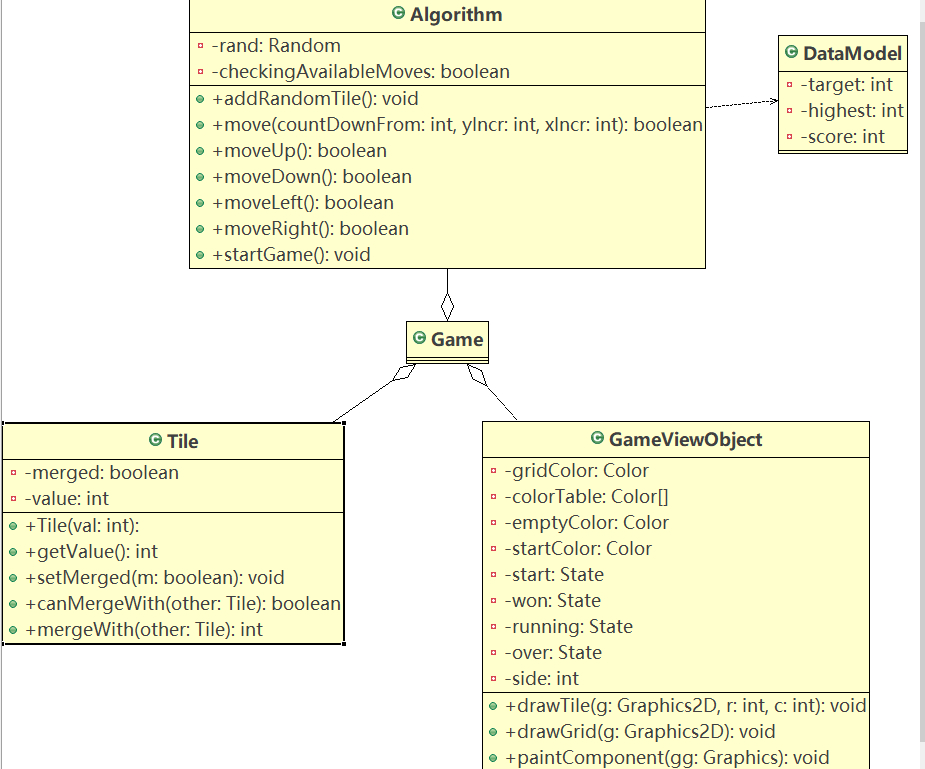 Algorithm
-rand: Random
-checkingAvailableMoves: boolean
+addRandomTile(): void
+move(countDownFrom: int, yIncr: int, xIncr: int): boolean
+moveUp(): boolean
+moveDown(): boolean
+moveLeft(): boolean
+moveRight(): boolean
+startGame(): void
DataModel
-target: int
-highest: int
-score: int
Game
Tile
-merged: boolean
-value: int
+Tile(val: int):
+getValue(): int
+setMerged(m: boolean): void
+canMergeWith(other: Tile): boolean
+mergeWith(other: Tile): int
GameViewObject
-gridColor: Color
-colorTable: Color[]
-emptyColor: Color
-startColor: Color
-start: State
-won: State
-running: State
-over: State
-side: int
+drawTile(g: Graphics2D, r: int, c: int): void
+drawGrid(g: Graphics2D): void
+paintComponent(gg: Graphics): void